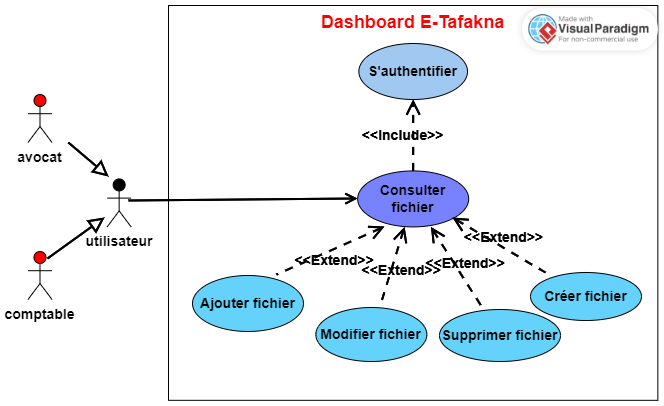 Dashboard E-Tafakna
Made with
Visual Paradigm
For non-commercial use
S'authentifier
<<Include>>
avocat
Consulter
fichier
utilisateur
<<Extend>>
<<Extend>>
<<Extend>>
<<Extend>>
comptable
Ajouter fichier
Modifier fichier
Supprimer fichier
Créer fichier